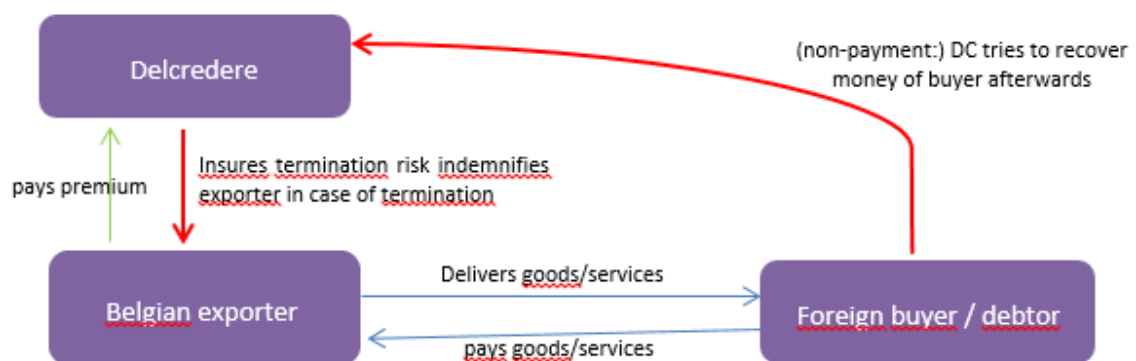 Delcredere
(non-payment:) DC tries to recover
money of buyer afterwards
Insures termination risk indemnifies
exporter in case of termination
pays premium
Belgian exporter
Delivers goods/services
pays goods/services
Foreign buyer / debtor